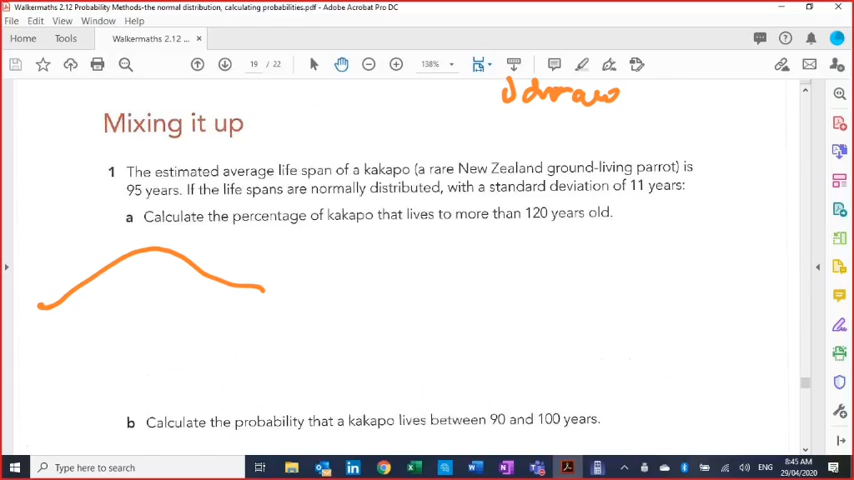 Walkermaths 2.12 Probability Methods-the normal distribution, calculating probabilities.pdf - Adobe Acrobat Pro DC
File Edit View Window Help
Home Tools Walkermaths 2.12 ... ×
19 / 22 138%
draw
Mixing it up
1 The estimated average life span of a kakapo (a rare New Zealand ground-living parrot) is
95 years. If the life spans are normally distributed, with a standard deviation of 11 years:
a Calculate the percentage of kakapo that lives to more than 120 years old.
b Calculate the probability that a kakapo lives between 90 and 100 years.
Type here to search
ENG
8:45 AM
29/04/2020